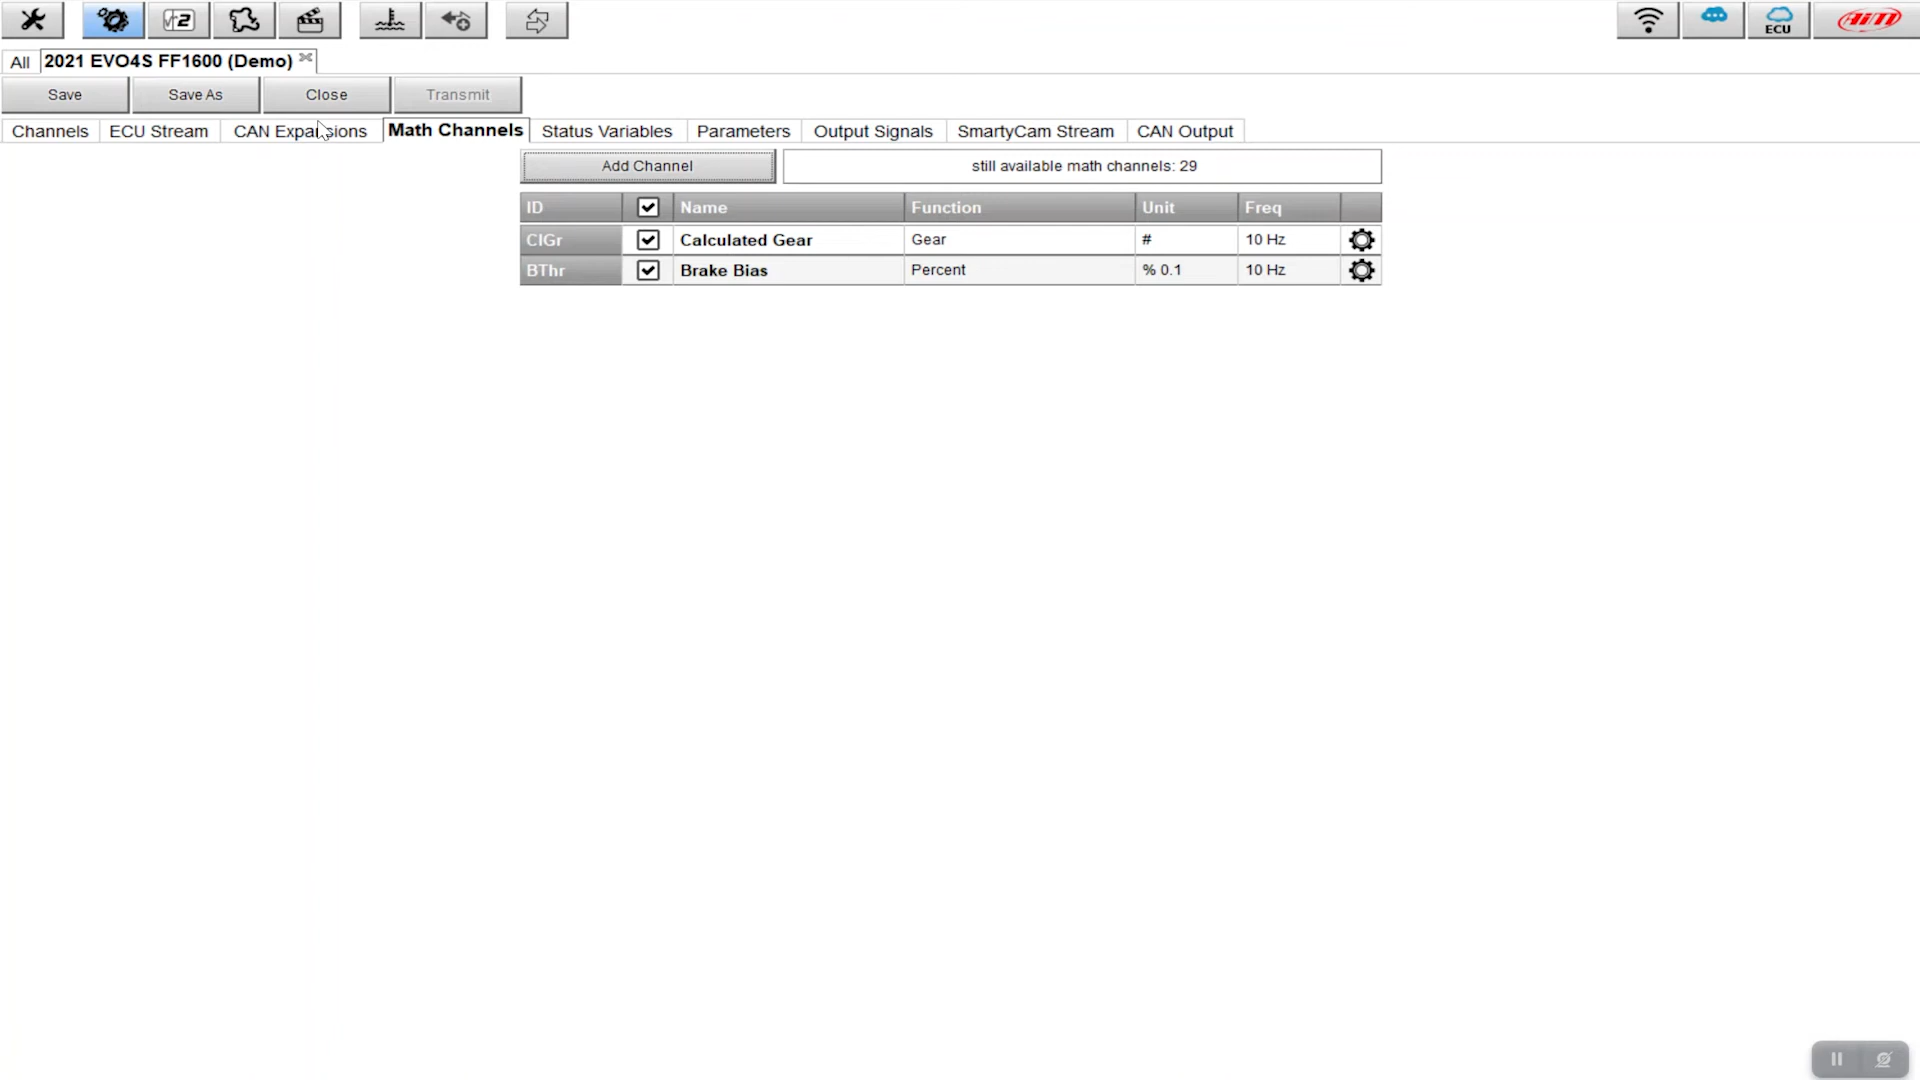 ECU
AiM
All 2021 EVO4S FF1600 (Demo)
Save Save As Close Transmit
Channels ECU Stream CAN Expansions Math Channels Status Variables Parameters Output Signals SmartyCam Stream CAN Output
Add Channel still available math channels: 29
ID Name Function Unit Freq
ClGr Calculated Gear Gear # 10 Hz
BThr Brake Bias Percent % 0.1 10 Hz